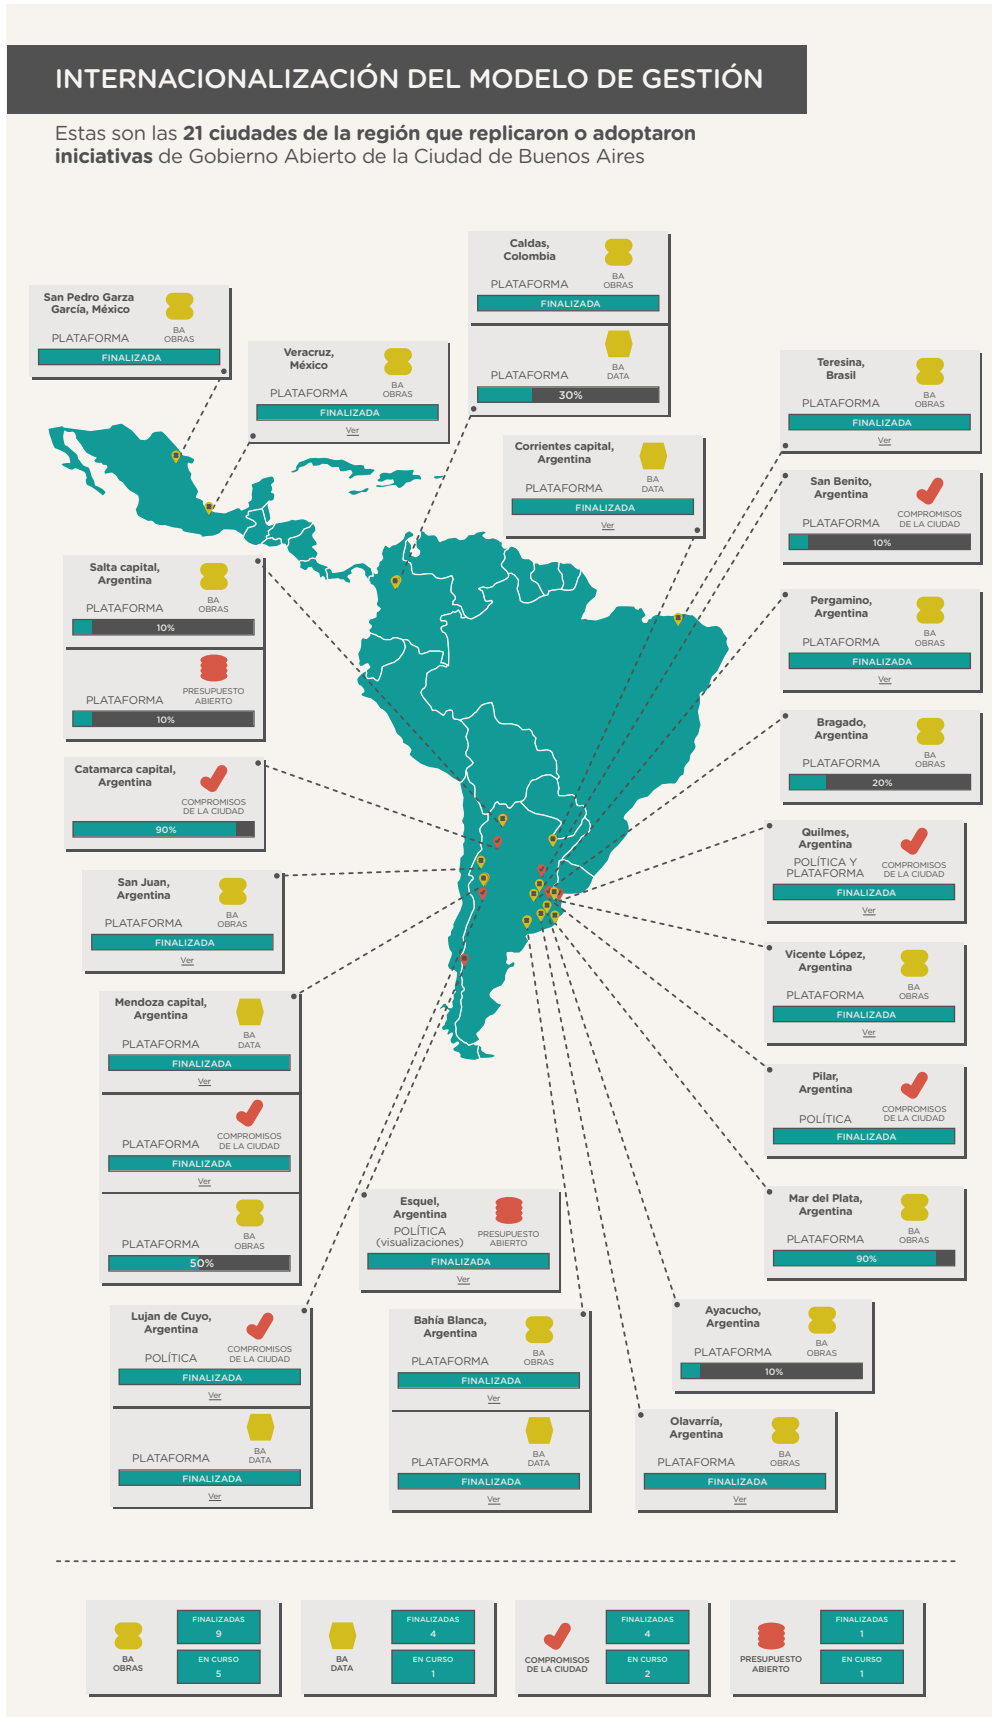 INTERNACIONALIZACIÓN DEL MODELO DE GESTIÓN
Estas son las 21 ciudades de la región que replicaron o adoptaron
iniciativas de Gobierno Abierto de la Ciudad de Buenos Aires
San Pedro Garza
García, México
PLATAFORMA
BA
OBRAS
FINALIZADA
Veracruz,
México
PLATAFORMA
BA
OBRAS
FINALIZADA
Ver
Caldas,
Colombia
PLATAFORMA
BA
OBRAS
FINALIZADA
PLATAFORMA
BA
DATA
30%
Corrientes capital,
Argentina
PLATAFORMA
BA
DATA
FINALIZADA
Ver
Teresina,
Brasil
PLATAFORMA
BA
OBRAS
FINALIZADA
Ver
San Benito,
Argentina
PLATAFORMA
COMPROMISOS
DE LA CIUDAD
10%
Pergamino,
Argentina
PLATAFORMA
BA
OBRAS
FINALIZADA
Ver
Bragado,
Argentina
PLATAFORMA
BA
OBRAS
20%
Quilmes,
Argentina
POLÍTICA Y
PLATAFORMA
COMPROMISOS
DE LA CIUDAD
FINALIZADA
Ver
Vicente López,
Argentina
PLATAFORMA
BA
OBRAS
FINALIZADA
Ver
Pilar,
Argentina
POLÍTICA
COMPROMISOS
DE LA CIUDAD
FINALIZADA
Mar del Plata,
Argentina
PLATAFORMA
BA
OBRAS
90%
Salta capital,
Argentina
PLATAFORMA
BA
OBRAS
10%
PLATAFORMA
PRESUPUESTO
ABIERTO
10%
Catamarca capital,
Argentina
COMPROMISOS
DE LA CIUDAD
90%
San Juan,
Argentina
PLATAFORMA
BA
OBRAS
FINALIZADA
Ver
Mendoza capital,
Argentina
PLATAFORMA
BA
DATA
FINALIZADA
Ver
PLATAFORMA
COMPROMISOS
DE LA CIUDAD
FINALIZADA
Ver
PLATAFORMA
BA
OBRAS
50%
Lujan de Cuyo,
Argentina
POLÍTICA
COMPROMISOS
DE LA CIUDAD
FINALIZADA
Ver
PLATAFORMA
BA
DATA
FINALIZADA
Ver
Esquel,
Argentina
POLÍTICA
(visualizaciones)
PRESUPUESTO
ABIERTO
FINALIZADA
Ver
Bahía Blanca,
Argentina
PLATAFORMA
BA
OBRAS
FINALIZADA
Ver
PLATAFORMA
BA
DATA
FINALIZADA
Ver
Ayacucho,
Argentina
PLATAFORMA
BA
OBRAS
10%
Olavarría,
Argentina
PLATAFORMA
BA
OBRAS
FINALIZADA
Ver
BA
OBRAS
FINALIZADAS
9
EN CURSO
5
BA
DATA
FINALIZADAS
4
EN CURSO
1
COMPROMISOS
DE LA CIUDAD
FINALIZADAS
4
EN CURSO
2
PRESUPUESTO
ABIERTO
FINALIZADAS
1
EN CURSO
1